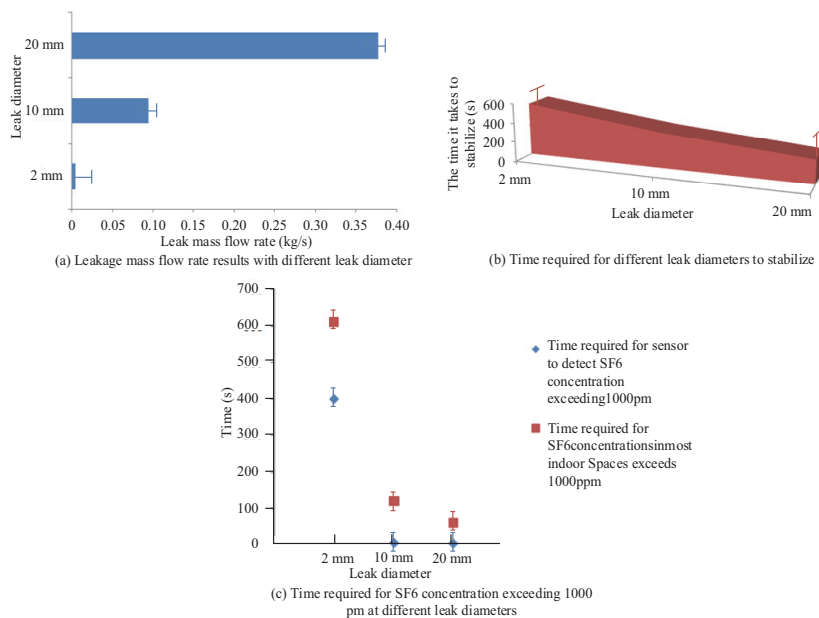 20 mm
10 mm
2 mm
Leak diameter
0 0.05 0.10 0.15 0.20 0.25 0.30 0.35 0.40
Leak mass flow rate (kg/s)
(a) Leakage mass flow rate results with different leak diameter
The time it takes to
stabilize (s)
600
400
200
0
2 mm
10 mm
20 mm
Leak diameter
(b) Time required for different leak diameters to stabilize
700
600
500
400
300
200
100
0
Time (s)
2 mm 10 mm 20 mm
Leak diameter
Time required for sensor
to detect SF6
concentration
exceeding1000pm
Time required for
SF6concentrationsinmost
indoor Spaces exceeds
1000ppm
(c) Time required for SF6 concentration exceeding 1000
pm at different leak diameters